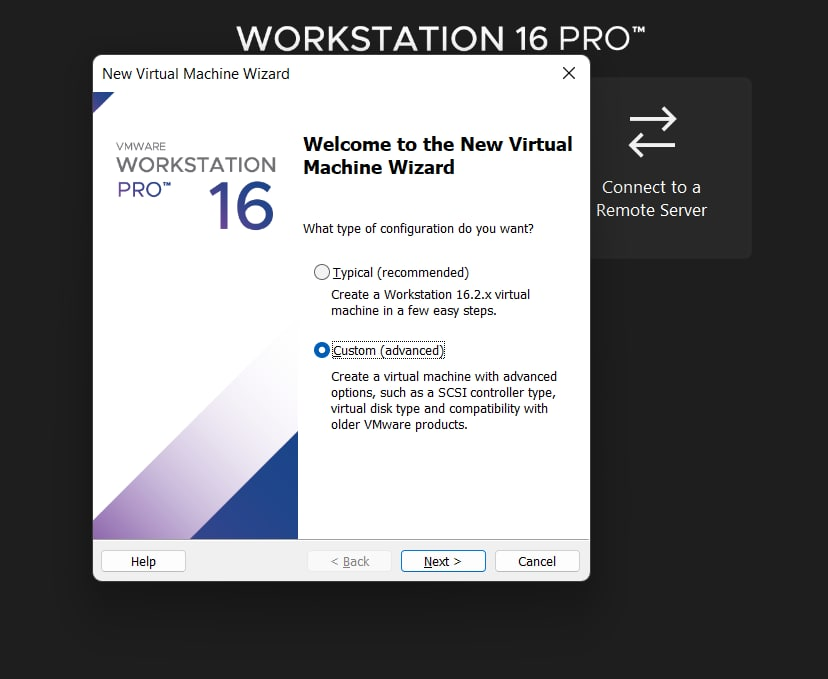 WORKSTATION 16 PRO™
New Virtual Machine Wizard
VMWARE
WORKSTATION
PRO™ 16
Welcome to the New Virtual
Machine Wizard
What type of configuration do you want?
Typical (recommended)
Create a Workstation 16.2.x virtual
machine in a few easy steps.
Custom (advanced)
Create a virtual machine with advanced
options, such as a SCSI controller type,
virtual disk type and compatibility with
older VMware products.
Connect to a
Remote Server
Help
< Back
Next >
Cancel